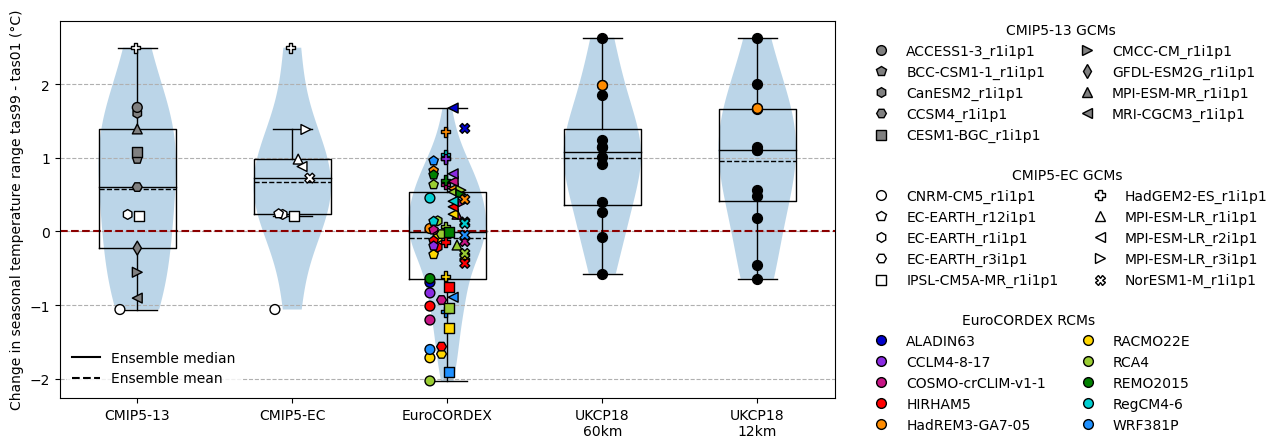 Change in seasonal temperature range tas99 - tas01 (°C)
2
1
0
−1
−2
Ensemble median
Ensemble mean
CMIP5-13
CMIP5-EC
EuroCORDEX
UKCP18
60km
UKCP18
12km
CMIP5-13 GCMs
ACCESS1-3_r1i1p1
BCC-CSM1-1_r1i1p1
CanESM2_r1i1p1
CCSM4_r1i1p1
CESM1-BGC_r1i1p1
CMCC-CM_r1i1p1
GFDL-ESM2G_r1i1p1
MPI-ESM-MR_r1i1p1
MRI-CGCM3_r1i1p1
CMIP5-EC GCMs
CNRM-CM5_r1i1p1
EC-EARTH_r12i1p1
EC-EARTH_r1i1p1
EC-EARTH_r3i1p1
IPSL-CM5A-MR_r1i1p1
HadGEM2-ES_r1i1p1
MPI-ESM-LR_r1i1p1
MPI-ESM-LR_r2i1p1
MPI-ESM-LR_r3i1p1
NorESM1-M_r1i1p1
EuroCORDEX RCMs
ALADIN63
CCLM4-8-17
COSMO-crCLIM-v1-1
HIRHAM5
HadREM3-GA7-05
RACMO22E
RCA4
REMO2015
RegCM4-6
WRF381P